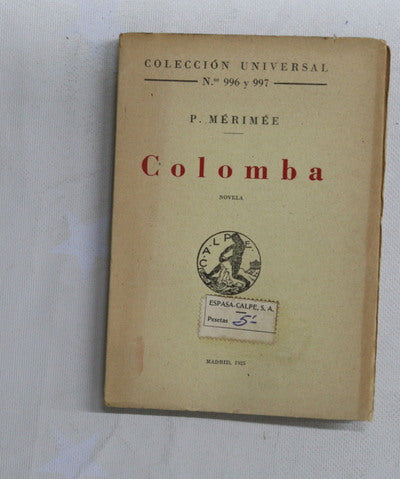 COLECCIÓN UNIVERSAL
N.os 996 y 997
P. MÉRIMÉE
Colomba
NOVELA
CALPE
ESPASA-CALPE, S. A.
Pesetas 5'-
MADRID, 1925